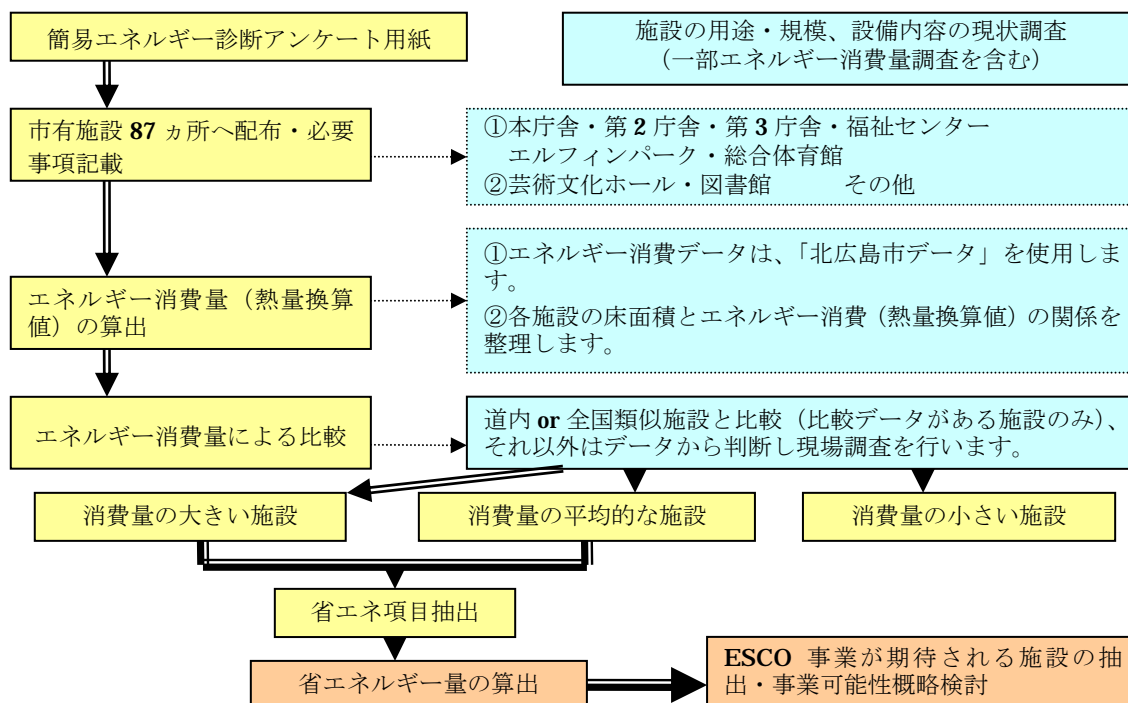 簡易エネルギー診断アンケート用紙
施設の用途・規模、設備内容の現状調査
（一部エネルギー消費量調査を含む）
市有施設 87 ヵ所へ配布・必要
事項記載
①本庁舎・第 2 庁舎・第 3 庁舎・福祉センター
エルフィンパーク・総合体育館
②芸術文化ホール・図書館　　　その他
エネルギー消費量（熱量換算
値）の算出
①エネルギー消費データは、「北広島市データ」を使用しま
す。
②各施設の床面積とエネルギー消費（熱量換算値）の関係を
整理します。
エネルギー消費量による比較
道内 or 全国類似施設と比較（比較データがある施設のみ）、
それ以外はデータから判断し現場調査を行います。
消費量の大きい施設
消費量の平均的な施設
消費量の小さい施設
省エネ項目抽出
省エネルギー量の算出
ESCO 事業が期待される施設の抽
出・事業可能性概略検討